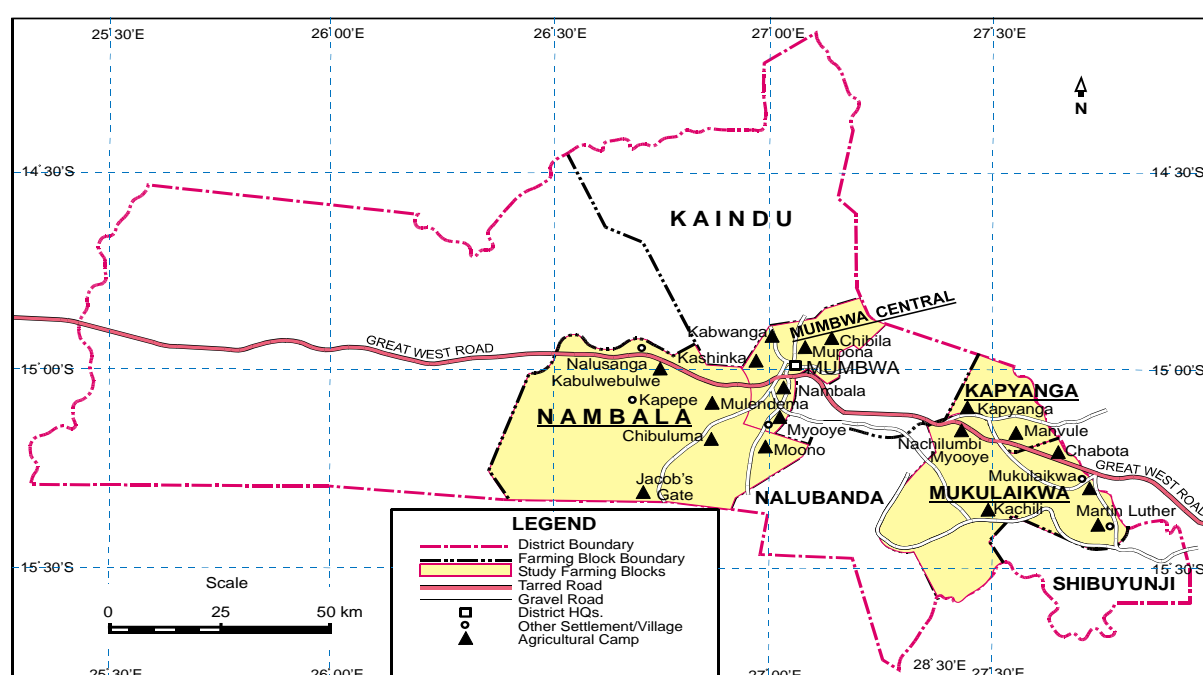 25°30'E
26°00'E
26°30'E
27°00'E
27°30'E
N
14°30'S
14°30'S
KAINDU
MUMBWA CENTRAL
Kabwanga
Chibila
Mupona
GREAT WEST ROAD
Kashinka
MUMBWA
15°00'S
15°00'S
Nalusanga
Kabulwebulwe
Nambala
KAPYANGA
Kapepe
Mulendema
Kapyanga
NAMBALA
Myooye
Manyule
Chibuluma
Nachilumbi
Myooye
Moono
Chabota
GREAT WEST ROAD
Jacob's
Gate
Mukulaikwa
NALUBANDA
MUKULAIKWA
Kachili
Martin Luther
LEGEND
District Boundary
Farming Block Boundary
Study Farming Blocks
Tarred Road
Gravel Road
District HQs.
Other Settlement/Village
Agricultural Camp
15°30'S
15°30'S
Scale
0 25 50 km
SHIBUYUNJI
28°30'E
25°30'E
26°00'E
27°00'E
27°30'E